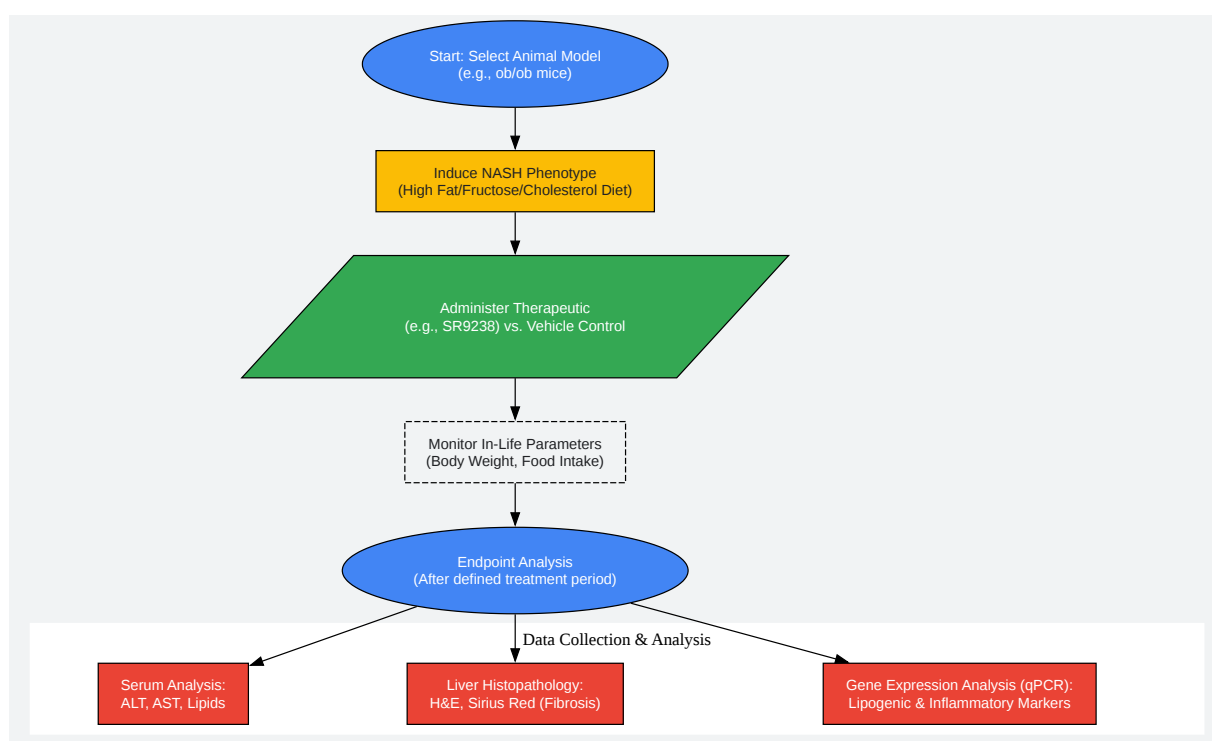 Start: Select Animal Model
(e.g., ob/ob mice)
Induce NASH Phenotype
(High Fat/Fructose/Cholesterol Diet)
Administer Therapeutic
(e.g., SR9238) vs. Vehicle Control
Monitor In-Life Parameters
(Body Weight, Food Intake)
Endpoint Analysis
(After defined treatment period)
Data Collection & Analysis
Serum Analysis:
ALT, AST, Lipids
Liver Histopathology:
H&E, Sirius Red (Fibrosis)
Gene Expression Analysis (qPCR):
Lipogenic & Inflammatory Markers